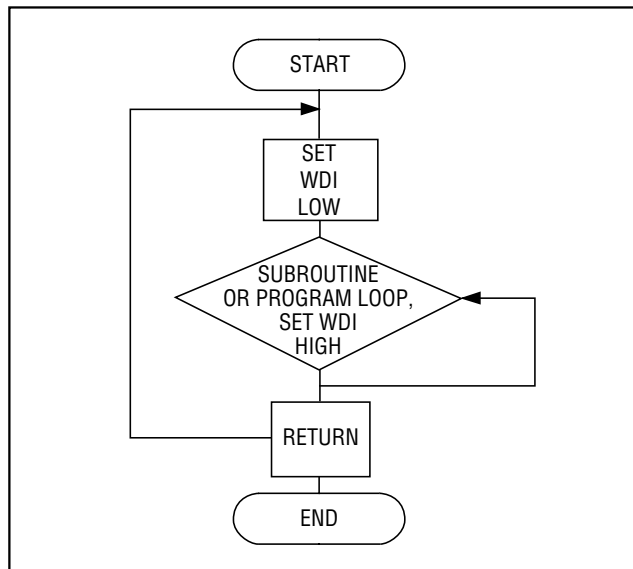 START
SET
WDI
LOW
SUBROUTINE
OR PROGRAM LOOP,
SET WDI
HIGH
RETURN
END